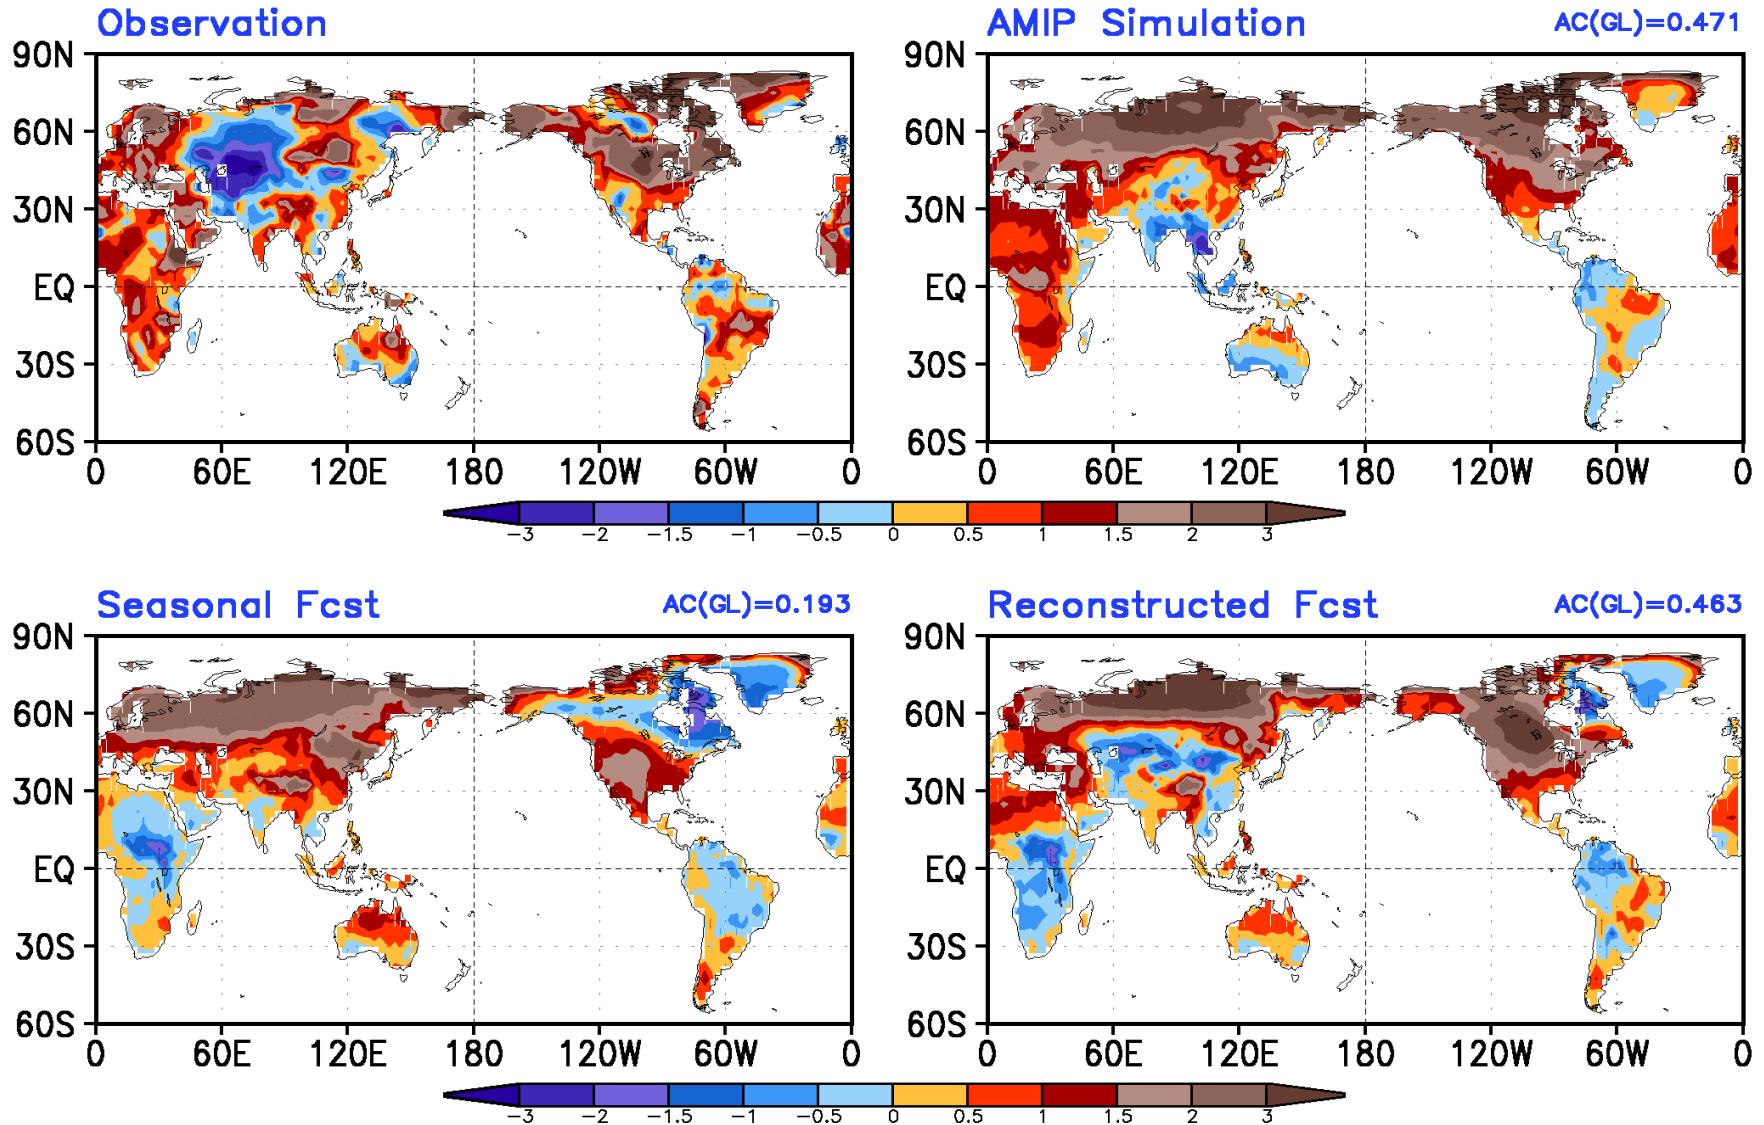 Observation
AMIP Simulation AC(GL)=0.471
90N 90N
60N 60N
30N 30N
EQ EQ
30S 30S
60S 60S
0 60E 120E 180 120W 60W 0 0 60E 120E 180 120W 60W 0
-3 -2 -1.5 -1 -0.5 0 0.5 1 1.5 2 3
Seasonal Fcst AC(GL)=0.193
Reconstructed Fcst AC(GL)=0.463
90N 90N
60N 60N
30N 30N
EQ EQ
30S 30S
60S 60S
0 60E 120E 180 120W 60W 0 0 60E 120E 180 120W 60W 0
-3 -2 -1.5 -1 -0.5 0 0.5 1 1.5 2 3